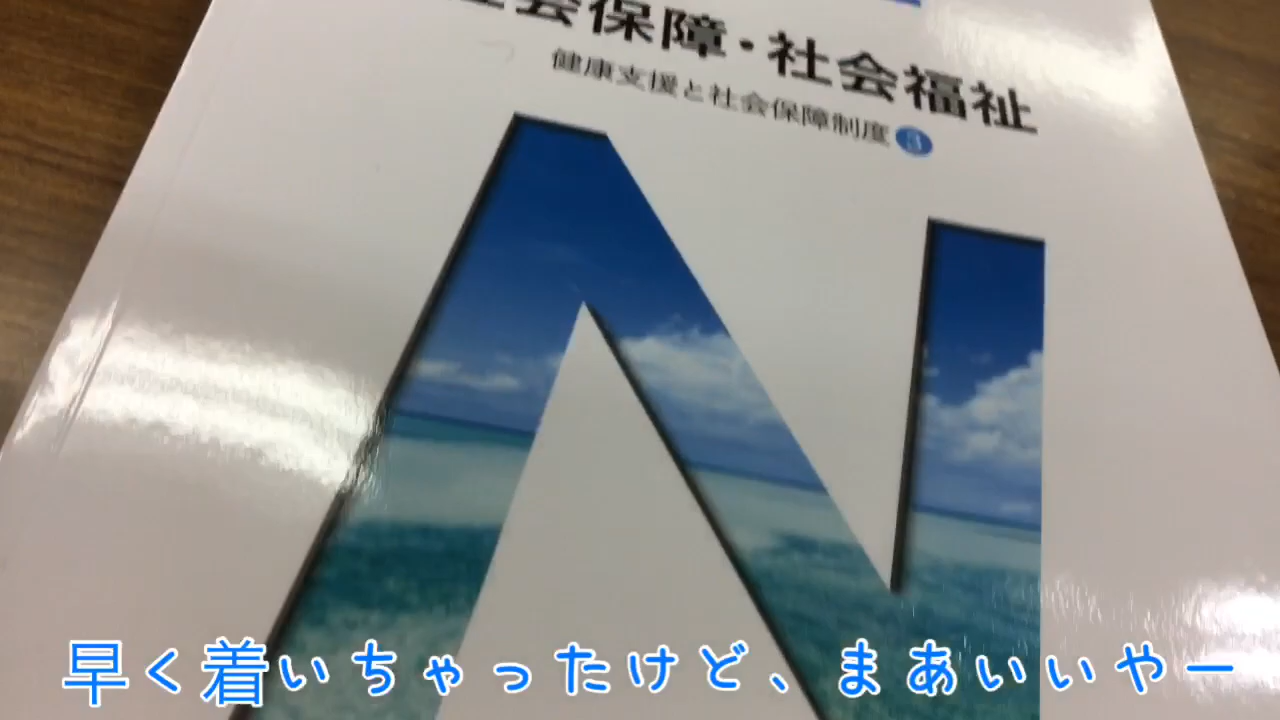 会保障・社会福祉
健康支援と社会保障制度 3
早く着いちゃったけど、まあいいやー